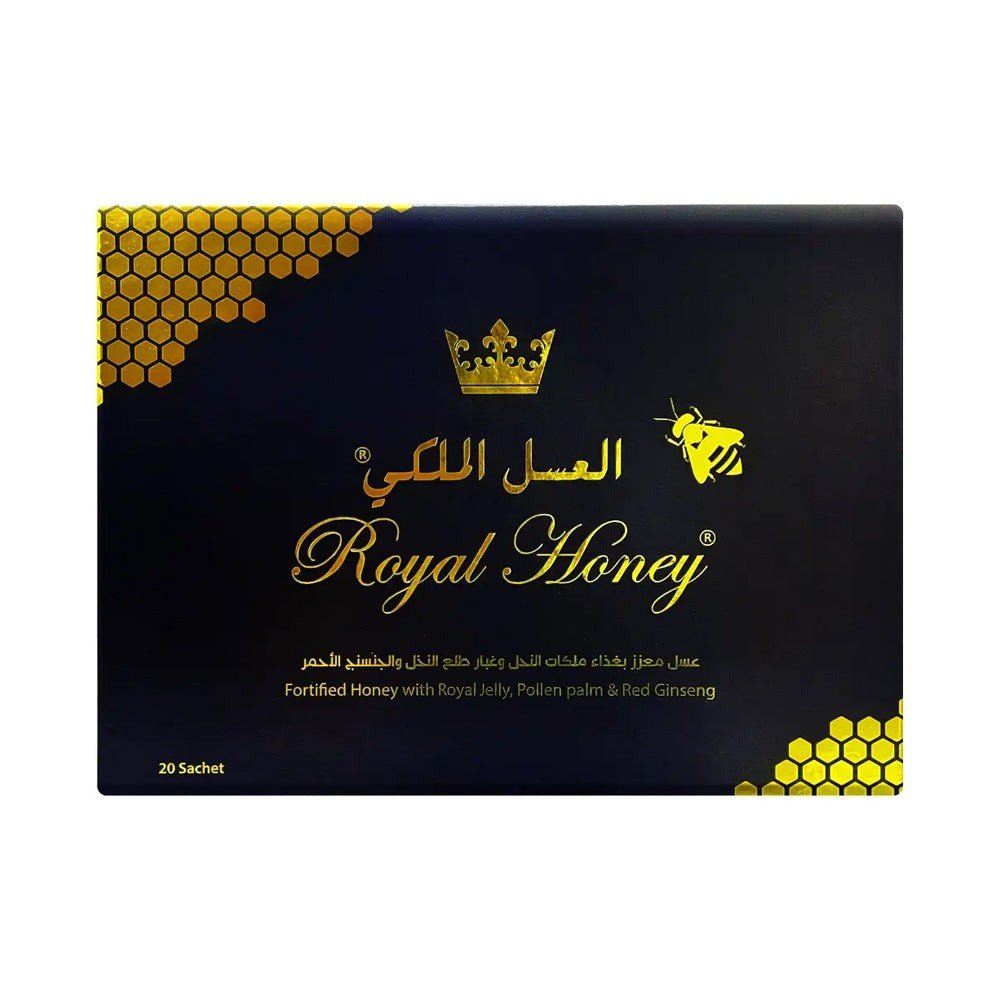 العسل الملكي®
Royal Honey®
عسل معزز بغذاء ملكات النحل وغبار طلع النخل والجنسنج الأحمر
Fortified Honey with Royal Jelly, Pollen palm & Red Ginseng
20 Sachet